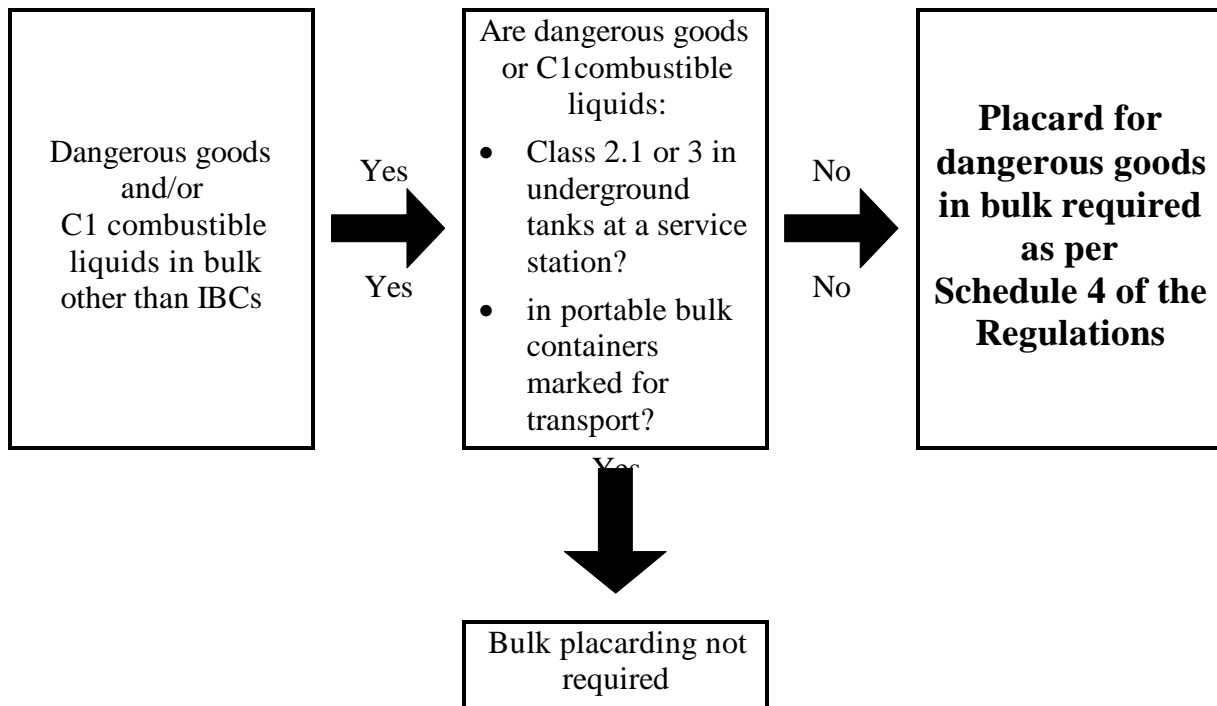 Dangerous goods
and/or
C1 combustible
liquids in bulk
other than IBCs
Yes
Yes
Are dangerous goods
or C1combustible
liquids:
• Class 2.1 or 3 in
underground
tanks at a service
station?
• in portable bulk
containers
marked for
transport?
No
No
Placard for
dangerous goods
in bulk required
as per
Schedule 4 of the
Regulations
Yes
Bulk placarding not
required